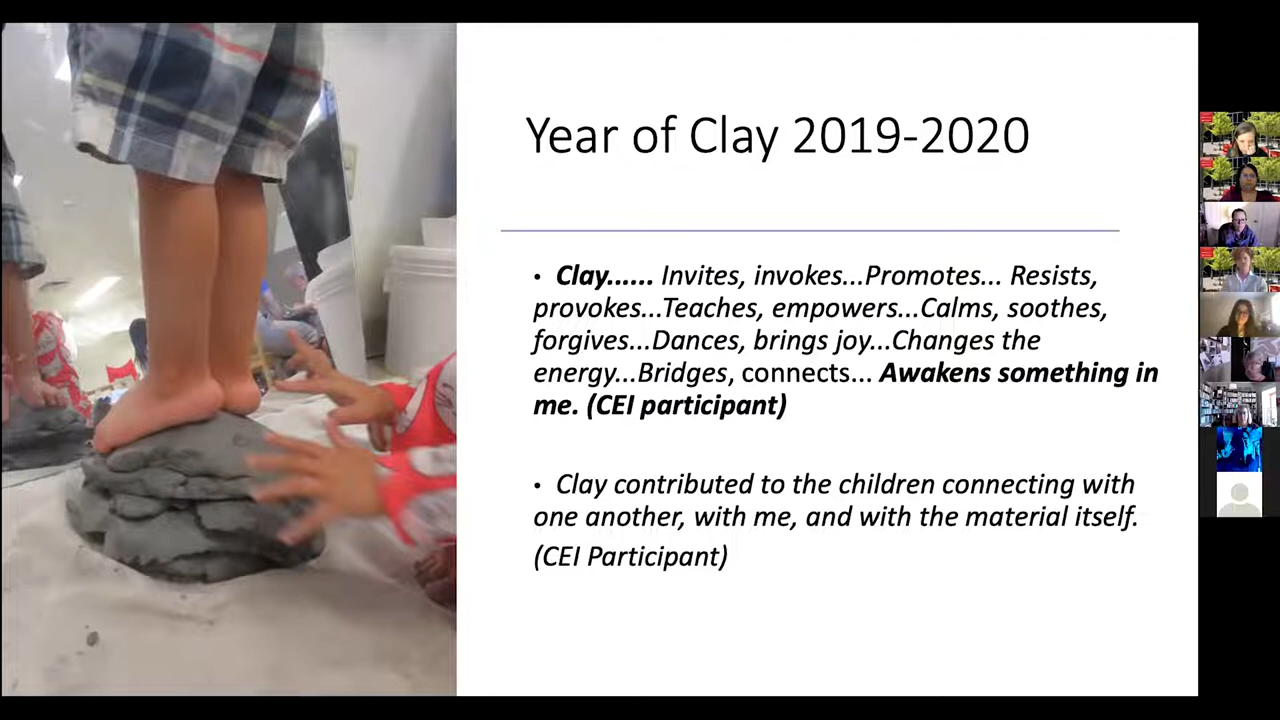 Year of Clay 2019-2020
• Clay...... Invites, invokes...Promotes... Resists,
provokes...Teaches, empowers...Calms, soothes,
forgives...Dances, brings joy...Changes the
energy...Bridges, connects... Awakens something in
me. (CEI participant)
• Clay contributed to the children connecting with
one another, with me, and with the material itself.
(CEI Participant)